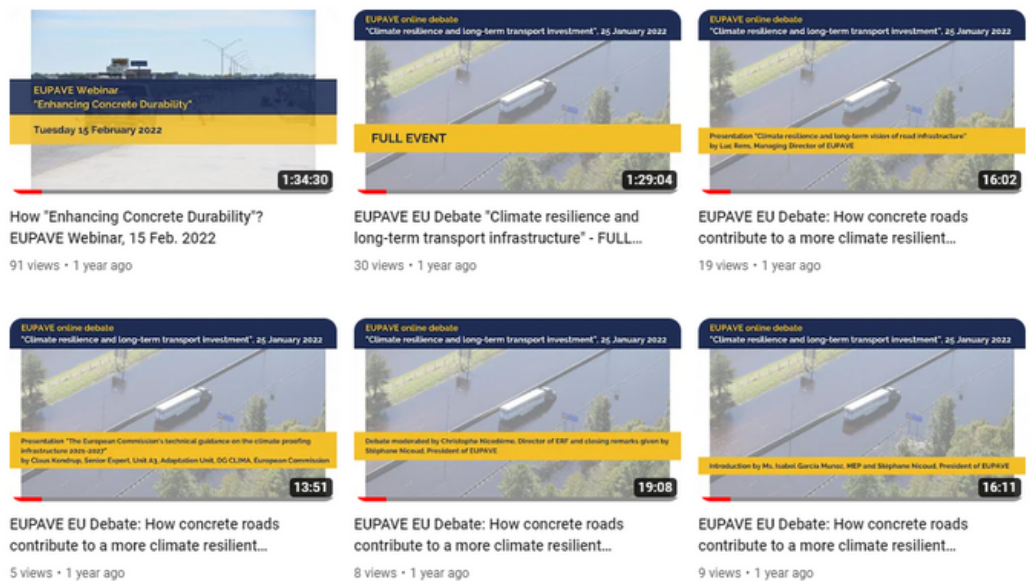 EUPAVE Webinar
"Enhancing Concrete Durability"
Tuesday 15 February 2022
1:34:30
How "Enhancing Concrete Durability"?
EUPAVE Webinar, 15 Feb. 2022
91 views • 1 year ago
EUPAVE online debate
"Climate resilience and long-term transport investment", 25 January 2022
FULL EVENT
1:29:04
EUPAVE EU Debate "Climate resilience and
long-term transport infrastructure" - FULL...
30 views • 1 year ago
EUPAVE online debate
"Climate resilience and long-term transport investment", 25 January 2022
Presentation "Climate resilience and long-term vision of road infrastructure"
by Luc Rens, Managing Director of EUPAVE
16:02
EUPAVE EU Debate: How concrete roads
contribute to a more climate resilient...
19 views • 1 year ago
EUPAVE online debate
"Climate resilience and long-term transport investment", 25 January 2022
Presentation "The European Commission's technical guidance on the climate proofing
infrastructure 2021-2027"
by Claus Kondrup, Senior Expert, Unit A3, Adaptation Unit, DG CLIMA, European Commission
13:51
EUPAVE EU Debate: How concrete roads
contribute to a more climate resilient...
5 views • 1 year ago
EUPAVE online debate
"Climate resilience and long-term transport investment", 25 January 2022
Debate moderated by Christophe Nicodème, Director of ERF and closing remarks given by
Stéphane Nicoud, President of EUPAVE
19:08
EUPAVE EU Debate: How concrete roads
contribute to a more climate resilient...
8 views • 1 year ago
EUPAVE online debate
"Climate resilience and long-term transport investment", 25 January 2022
Introduction by Ms. Isabel García Munoz, MEP and Stéphane Nicoud, President of EUPAVE
16:11
EUPAVE EU Debate: How concrete roads
contribute to a more climate resilient...
9 views • 1 year ago